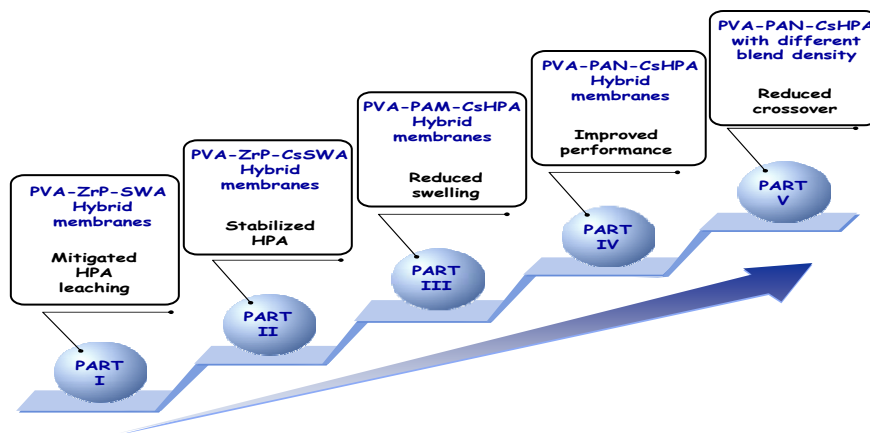 PVA-ZrP-SWA
Hybrid
membranes
Mitigated
HPA
leaching
PART
I
PVA-ZrP-CsSWA
Hybrid
membranes
Stabilized
HPA
PART
II
PVA-PAM-CsHPA
Hybrid
membranes
Reduced
swelling
PART
III
PVA-PAN-CsHPA
Hybrid
membranes
Improved
performance
PART
IV
PVA-PAN-CsHPA
with different
blend density
Reduced
crossover
PART
V